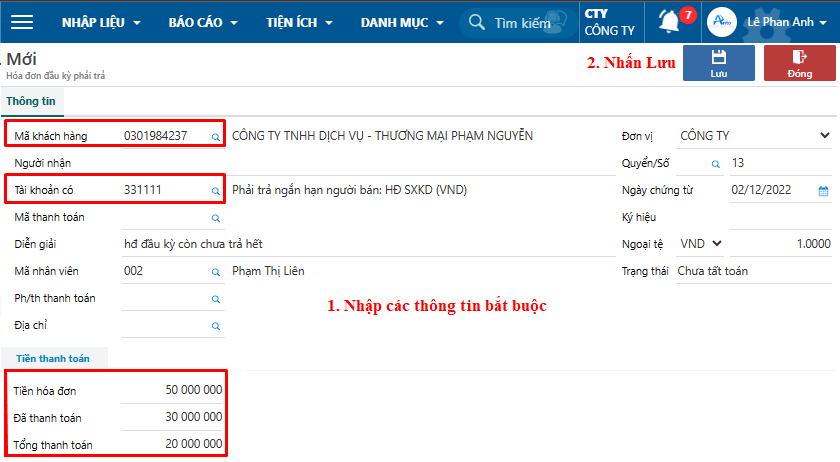 NHẬP LIỆU BÁO CÁO TIỆN ÍCH DANH MỤC Tìm kiếm CTY CÔNG TY 7 Lê Phan Anh
Mới
Hóa đơn đầu kỳ phải trả
2. Nhấn Lưu
Lưu Đóng
Thông tin
Mã khách hàng 0301984237 CÔNG TY TNHH DỊCH VỤ - THƯƠNG MẠI PHẠM NGUYỄN Đơn vị CÔNG TY
Người nhận Quyển/Số 13
Tài khoản có 331111 Phải trả ngắn hạn người bán: HĐ SXKD (VND) Ngày chứng từ 02/12/2022
Mã thanh toán Ký hiệu
Diễn giải hđ đầu kỳ còn chưa trả hết Ngoại tệ VND 1.0000
Mã nhân viên 002 Phạm Thị Liên Trạng thái Chưa tất toán
Ph/th thanh toán
1. Nhập các thông tin bắt buộc
Địa chỉ
Tiền thanh toán
Tiền hóa đơn 50 000 000
Đã thanh toán 30 000 000
Tổng thanh toán 20 000 000